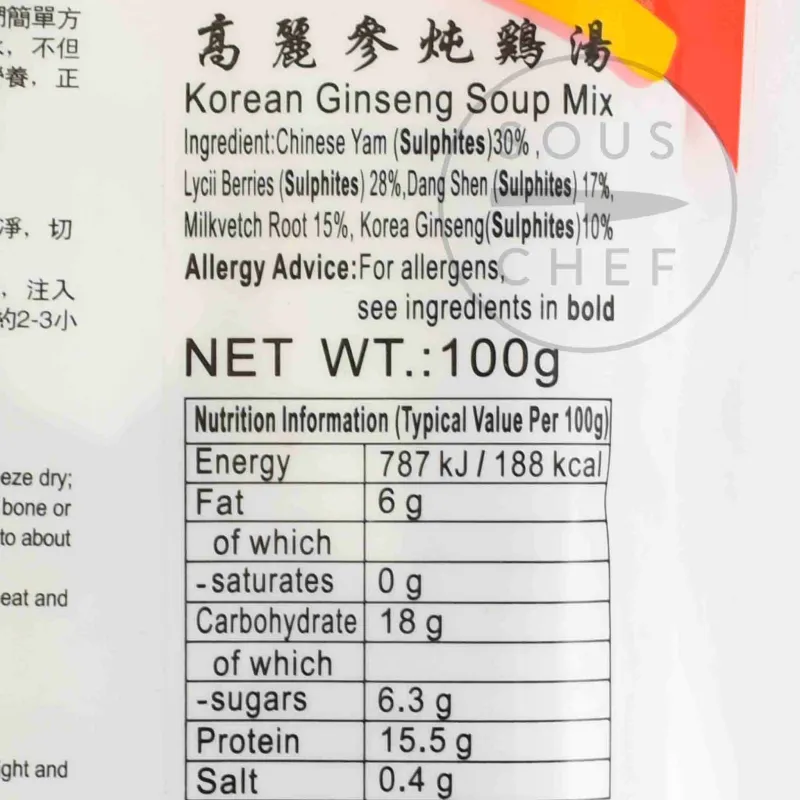 們簡單方
，不但
營養，正
淨，切
，注入
約2-3小
eze dry;
bone or
to about
eat and
ght and
高麗參炖鷄湯
Korean Ginseng Soup Mix
Ingredient:Chinese Yam (Sulphites)30% ,
Lycii Berries (Sulphites) 28%,Dang Shen (Sulphites) 17%,
Milkvetch Root 15%, Korea Ginseng(Sulphites)10%
Allergy Advice:For allergens,
see ingredients in bold
NET WT.:100g
Nutrition Information (Typical Value Per 100g)
Energy 787 kJ / 188 kcal
Fat 6 g
of which
-saturates 0 g
Carbohydrate 18 g
of which
-sugars 6.3 g
Protein 15.5 g
Salt 0.4 g
SOUS
CHEF